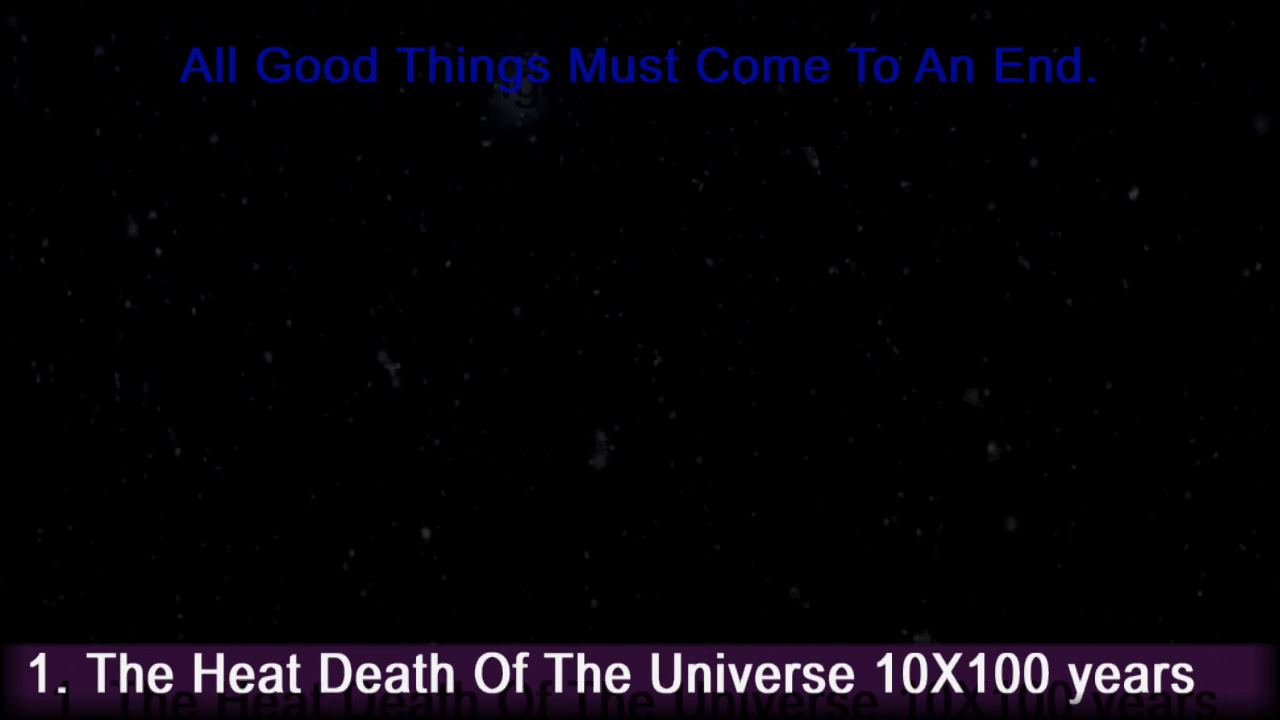 All Good Things Must Come To An End.
1. The Heat Death Of The Universe 10X100 years